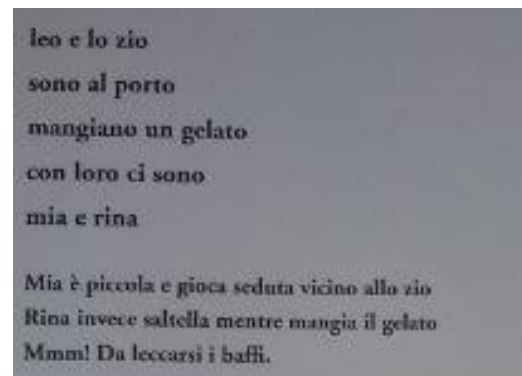 leo e lo zio
sono al porto
mangiano un gelato
con loro ci sono
mia e rina
Mia è piccola e gioca seduta vicino allo zio
Rina invece saltella mentre mangia il gelato
Mmm! Da leccarsi i baffi.